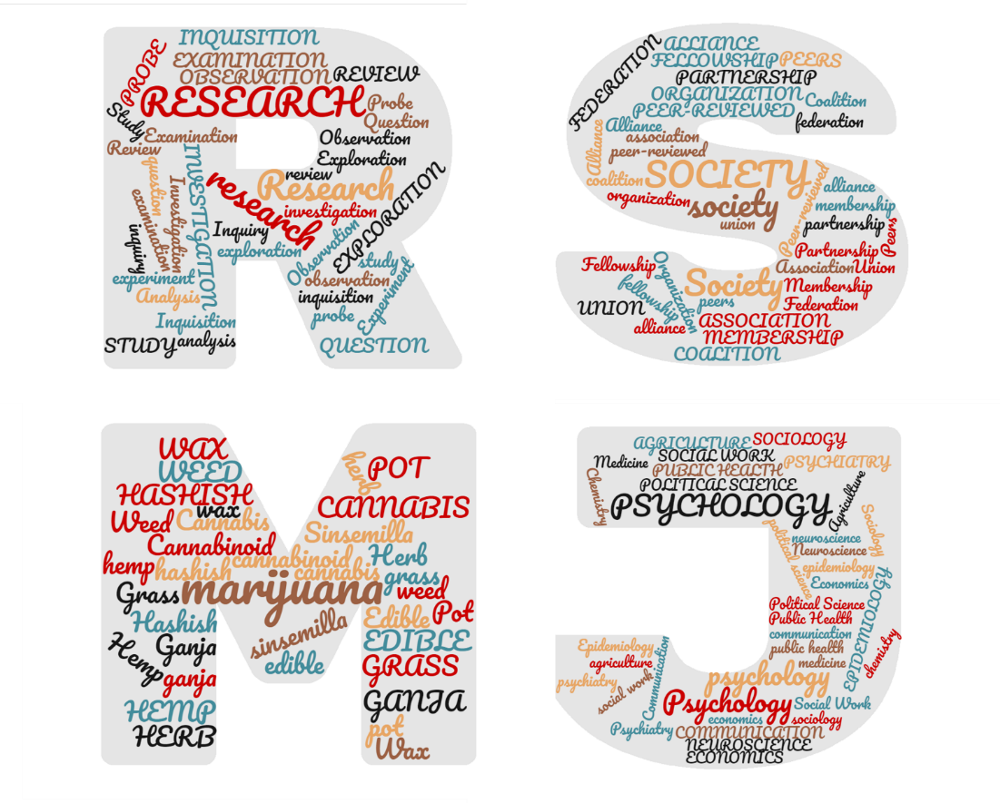 INQUISITION
PROBE
EXAMINATION
OBSERVATION
REVIEW
RESEARCH
Probe
Study
Question
Examination
Observation
Review
Exploration
question
INVESTIGATION
review
Research
EXPLORATION
research
Investigation
examination
investigation
inquiry
Inquiry
exploration
Observation
study
experiment
observation
Experiment
Analysis
inquisition
Inquisition
probe
STUDY
analysis
QUESTION
FEDERATION
ALLIANCE
FELLOWSHIP
PEERS
PARTNERSHIP
ORGANIZATION
Coalition
PEER-REVIEWED
federation
Alliance
Alliance
association
peer-reviewed
SOCIETY
coalition
Peer-reviewed
alliance
organization
society
membership
union
partnership
Peers
Partnership
Fellowship
Organization
Association
Union
Society
Membership
fellowship
peers
Federation
UNION
alliance
ASSOCIATION
MEMBERSHIP
COALITION
WAX
WEED
herb
POT
HASHISH
wax
CANNABIS
Weed
Cannabis
Sinsemilla
Cannabinoid
cannabinoid
Herb
hemp
hashish
cannabis
grass
Grass
marijuana
weed
Pot
Hashish
sinsemilla
Edible
Hemp
Ganja
EDIBLE
edible
ganja
GRASS
HEMP
GANJA
HERB
pot
Wax
AGRICULTURE
SOCIOLOGY
Medicine
SOCIAL WORK
PSYCHIATRY
Chemistry
PUBLIC HEALTH
POLITICAL SCIENCE
Agriculture
PSYCHOLOGY
Sociology
political science
neuroscience
Neuroscience
epidemiology
Economics
EPIDEMIOLOGY
Political Science
Public Health
communication
chemistry
Epidemiology
Communication
public health
agriculture
medicine
psychiatry
social work
psychology
Psychology
Social Work
economics
sociology
Psychiatry
COMMUNICATION
NEUROSCIENCE
ECONOMICS